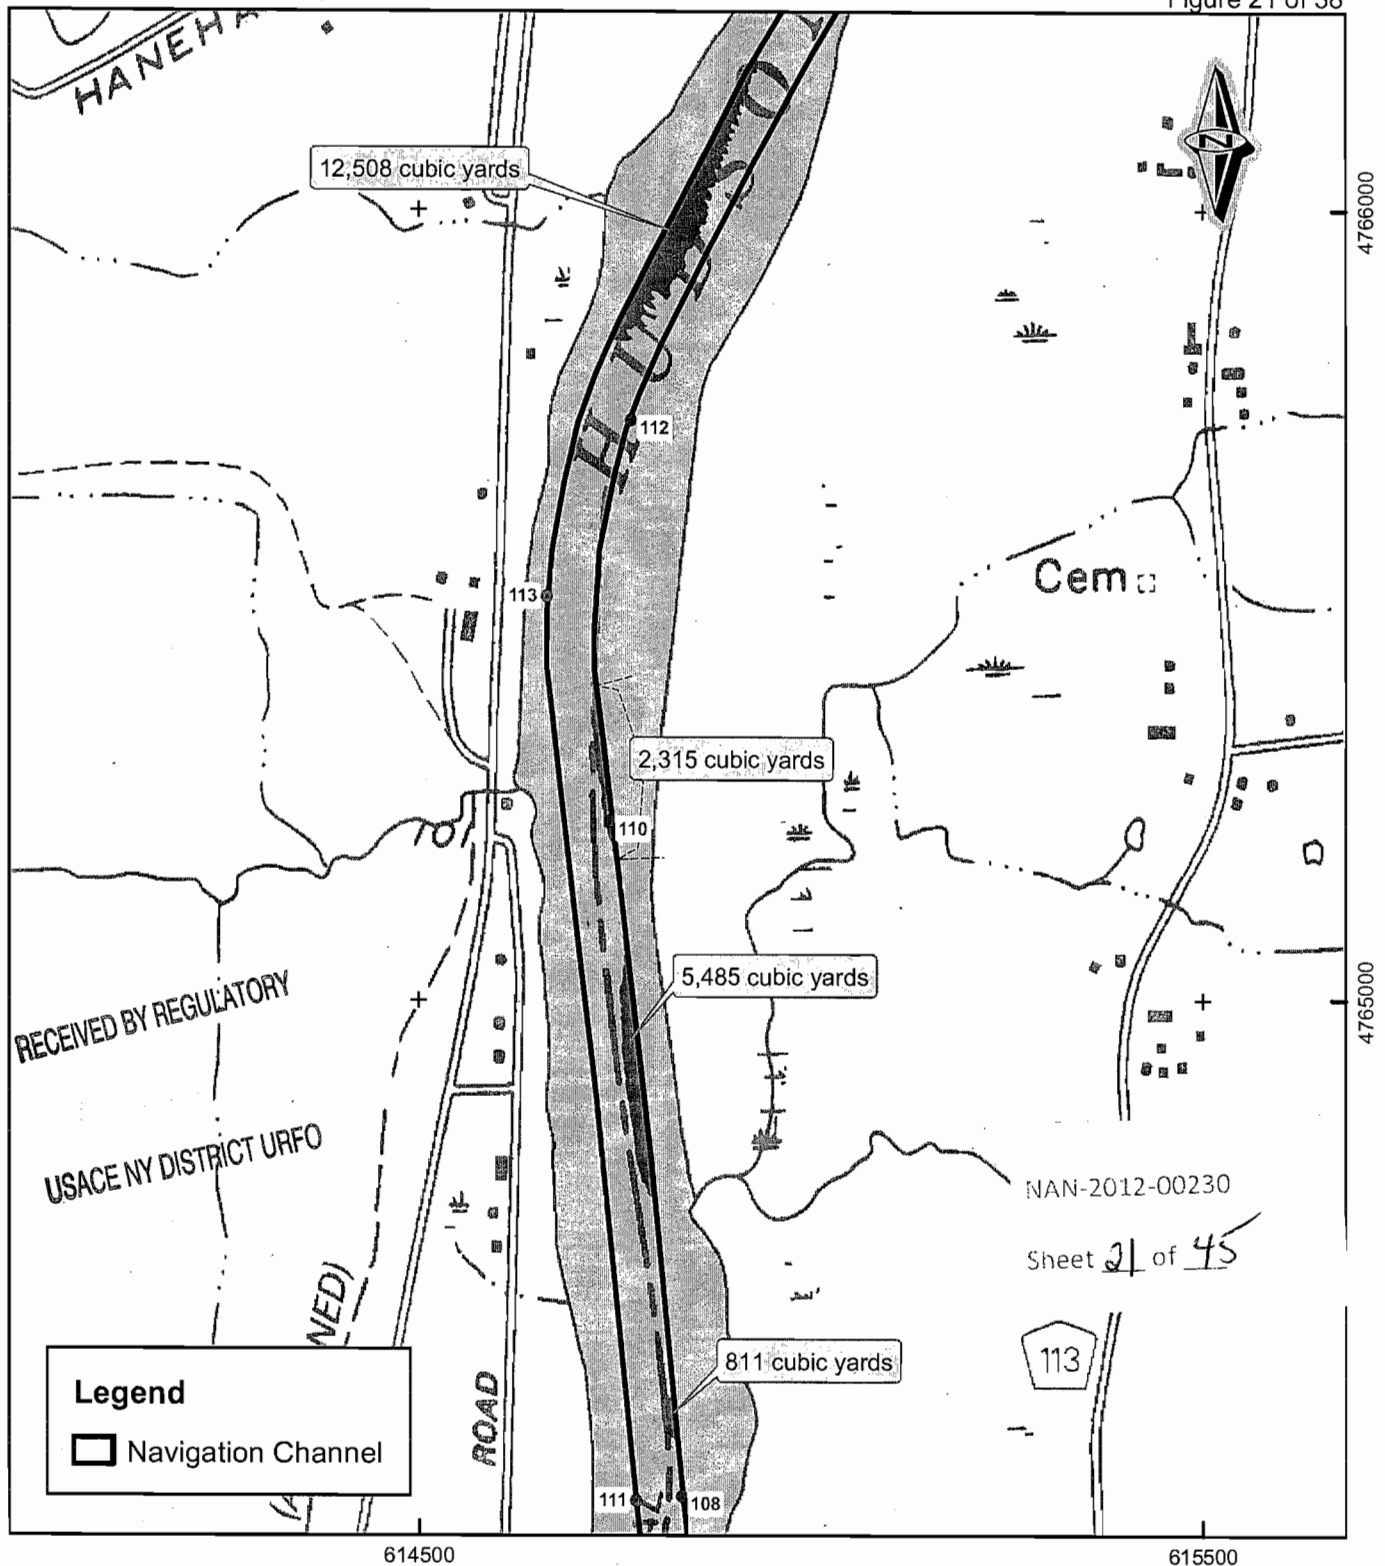 Figure 21 of 38
HANEHA
12,508 cubic yards
4766000
HUDSO
112
Cem
113
2,315 cubic yards
110
5,485 cubic yards
4765000
RECEIVED BY REGULATORY
USACE NY DISTRICT URFO
NAN-2012-00230
Sheet 21 of 45
NED)
811 cubic yards
113
Legend
Navigation Channel
ROAD
111
108
614500
615500